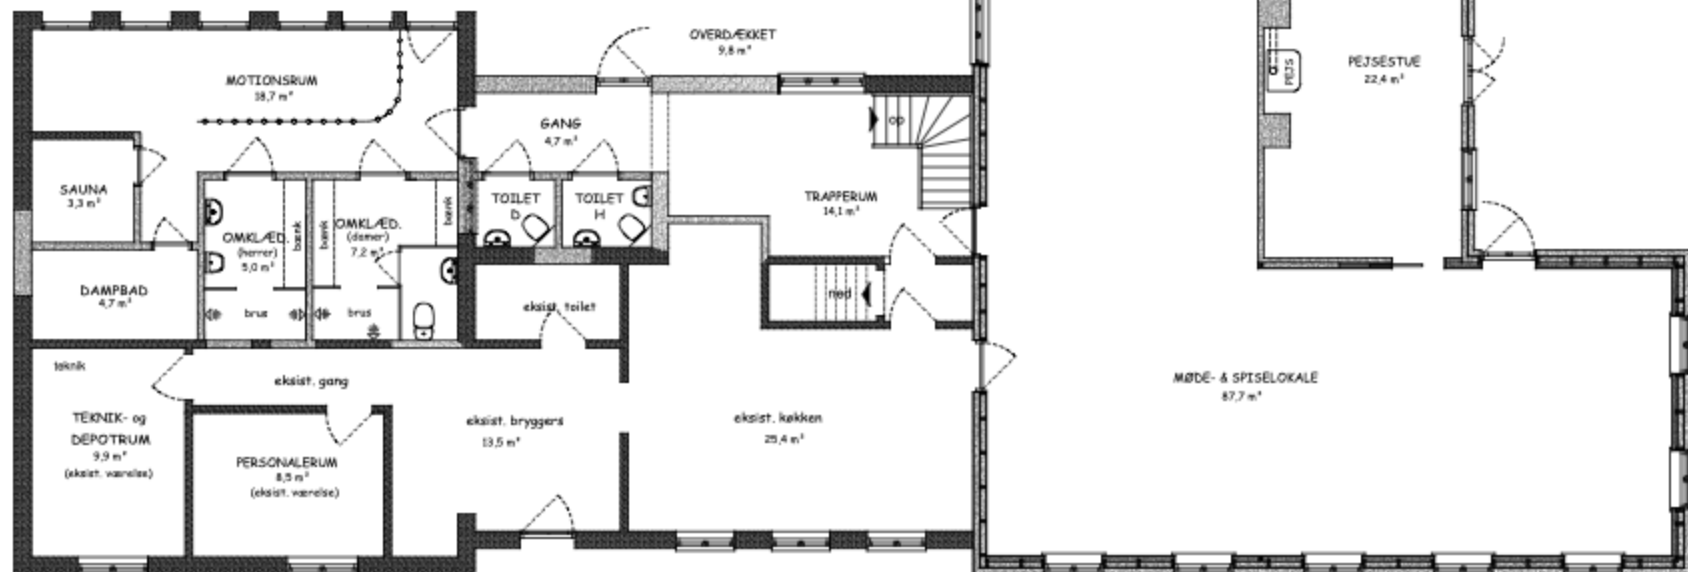 OVERDÆKKET
9,8 m²
MOTIONSRUM
18,7 m²
PEJSESTUE
22,4 m²
PEJS
GANG
4,7 m²
op
SAUNA
3,3 m²
TOILET
D
TOILET
H
TRAPPERUM
14,1 m²
OMKLÆD.
(herrer)
5,0 m²
bænk
bænk
OMKLÆD.
(damer)
7,2 m²
bænk
DAMPBAD
4,7 m²
brus
brus
eksist. toilet
ned
teknik
eksist. gang
MØDE- & SPISELOKALE
87,7 m²
TEKNIK- og
DEPOTRUM
9,9 m²
(eksist. værelse)
eksist. bryggers
13,5 m²
eksist. køkken
25,4 m²
PERSONALERUM
8,5 m²
(eksist. værelse)